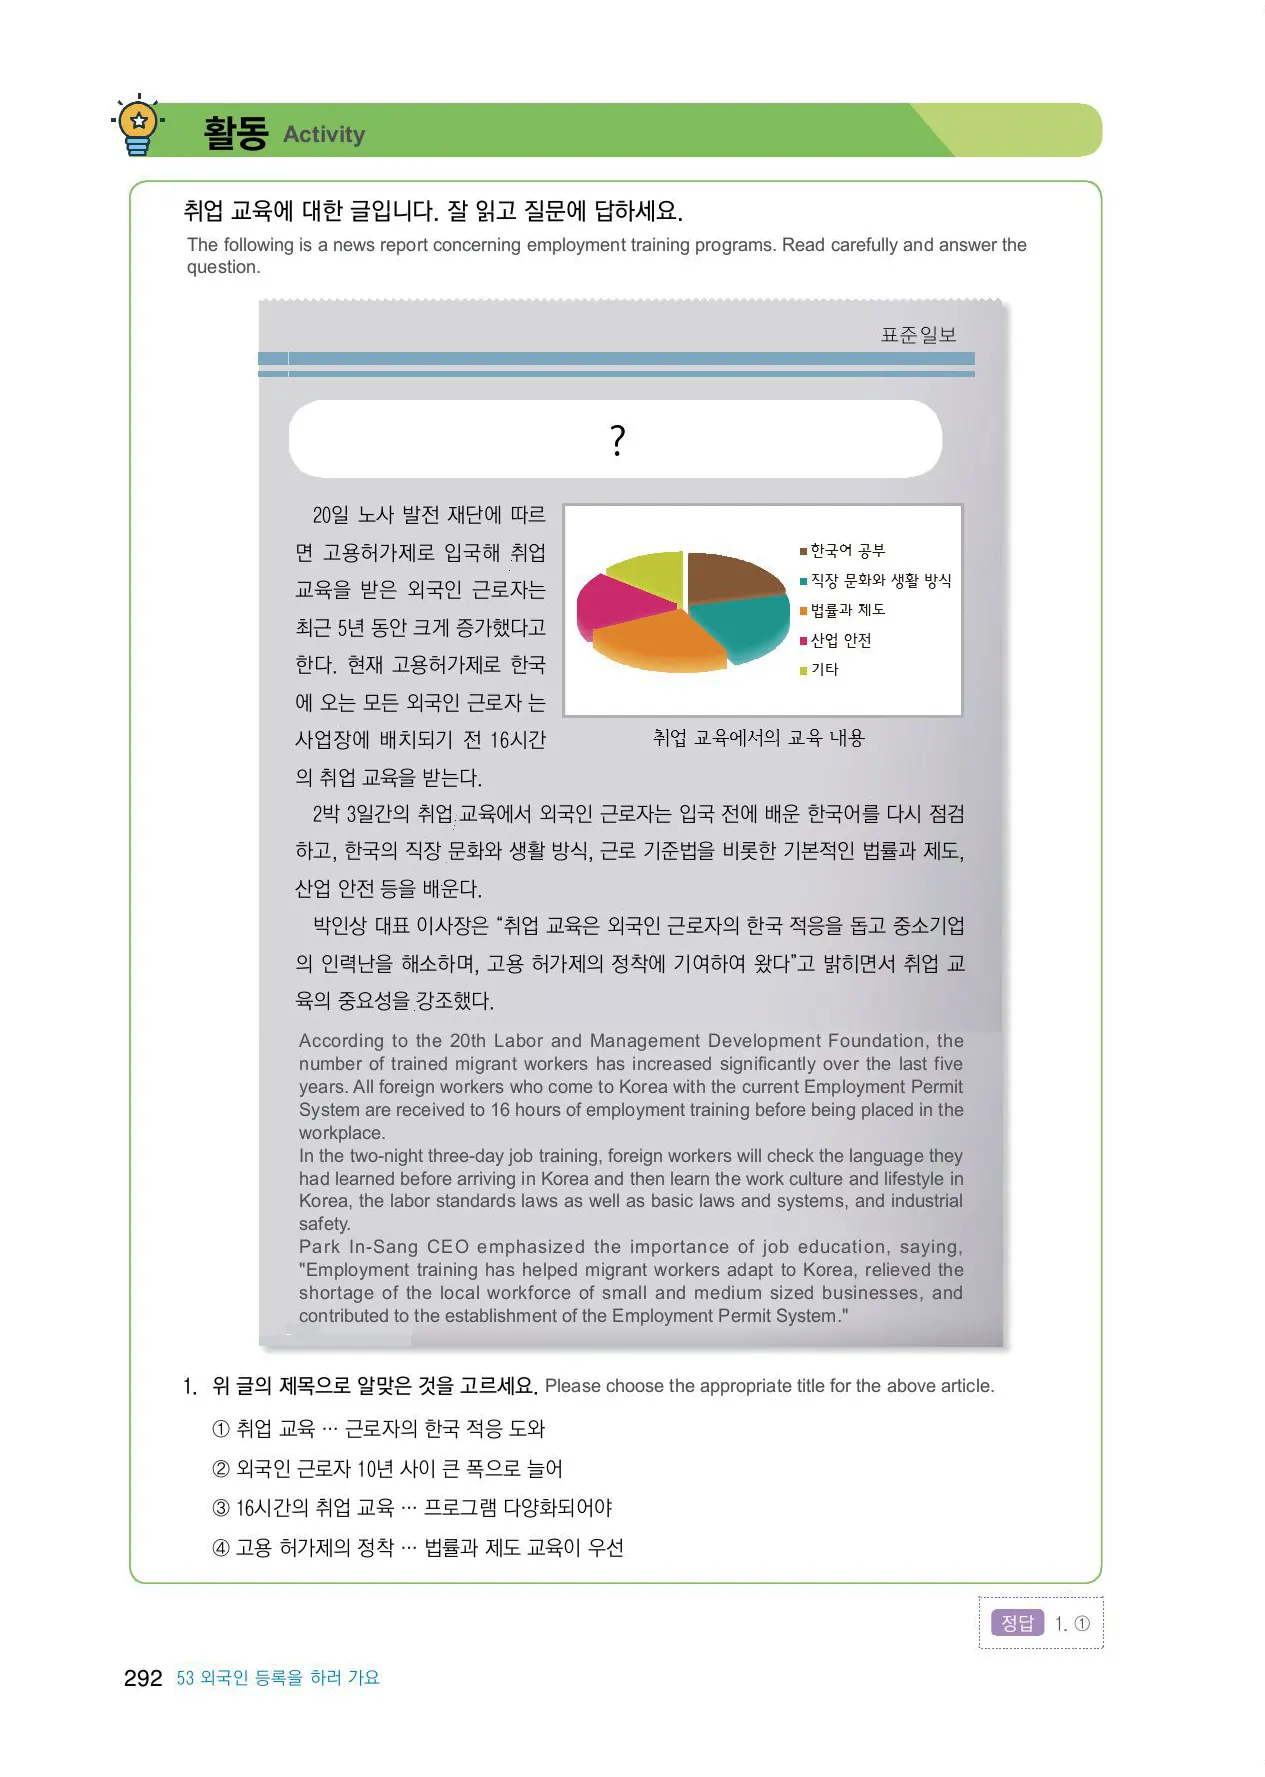 활동 Activity
취업 교육에 대한 글입니다. 잘 읽고 질문에 답하세요.
The following is a news report concerning employment training programs. Read carefully and answer the
question.
표준일보
?
20일 노사 발전 재단에 따르
면 고용허가제로 입국해 취업
교육을 받은 외국인 근로자는
최근 5년 동안 크게 증가했다고
한다. 현재 고용허가제로 한국
에 오는 모든 외국인 근로자 는
사업장에 배치되기 전 16시간
의 취업 교육을 받는다.
한국어 공부
직장 문화와 생활 방식
법률과 제도
산업 안전
기타
취업 교육에서의 교육 내용
2박 3일간의 취업 교육에서 외국인 근로자는 입국 전에 배운 한국어를 다시 점검
하고, 한국의 직장 문화와 생활 방식, 근로 기준법을 비롯한 기본적인 법률과 제도,
산업 안전 등을 배운다.
박인상 대표 이사장은 “취업 교육은 외국인 근로자의 한국 적응을 돕고 중소기업
의 인력난을 해소하며, 고용 허가제의 정착에 기여하여 왔다”고 밝히면서 취업 교
육의 중요성을 강조했다.
According to the 20th Labor and Management Development Foundation, the
number of trained migrant workers has increased significantly over the last five
years. All foreign workers who come to Korea with the current Employment Permit
System are received to 16 hours of employment training before being placed in the
workplace.
In the two-night three-day job training, foreign workers will check the language they
had learned before arriving in Korea and then learn the work culture and lifestyle in
Korea, the labor standards laws as well as basic laws and systems, and industrial
safety.
Park In-Sang CEO emphasized the importance of job education, saying,
"Employment training has helped migrant workers adapt to Korea, relieved the
shortage of the local workforce of small and medium sized businesses, and
contributed to the establishment of the Employment Permit System."
1. 위 글의 제목으로 알맞은 것을 고르세요. Please choose the appropriate title for the above article.
① 취업 교육 … 근로자의 한국 적응 도와
② 외국인 근로자 10년 사이 큰 폭으로 늘어
③ 16시간의 취업 교육 … 프로그램 다양화되어야
④ 고용 허가제의 정착 … 법률과 제도 교육이 우선
정답 1. ①
292 53 외국인 등록을 하러 가요